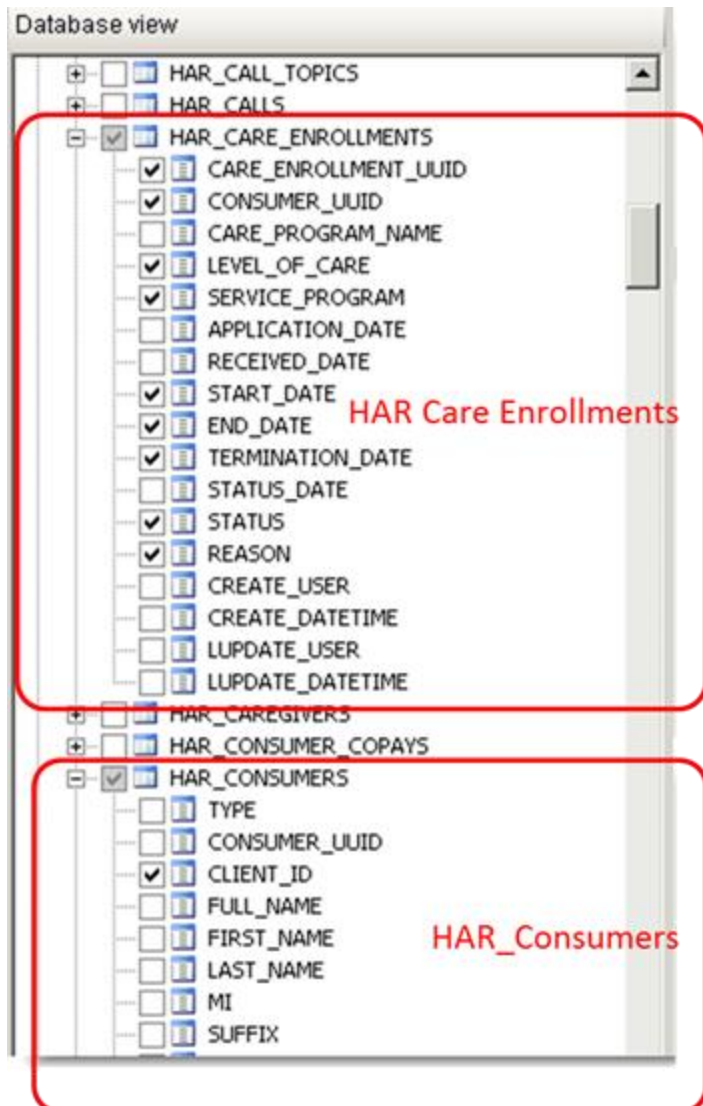 Database view
HAR_CALL_TOPICS
HAR_CALLS
HAR_CARE_ENROLLMENTS
CARE_ENROLLMENT_UUID
CONSUMER_UUID
CARE_PROGRAM_NAME
LEVEL_OF_CARE
SERVICE_PROGRAM
APPLICATION_DATE
RECEIVED_DATE
START_DATE
HAR Care Enrollments
END_DATE
TERMINATION_DATE
STATUS_DATE
STATUS
REASON
CREATE_USER
CREATE_DATETIME
LUPDATE_USER
LUPDATE_DATETIME
HAR_CAREGIVERS
HAR_CONSUMER_COPAYS
HAR_CONSUMERS
TYPE
CONSUMER_UUID
CLIENT_ID
FULL_NAME
FIRST_NAME
HAR_Consumers
LAST_NAME
MI
SUFFIX